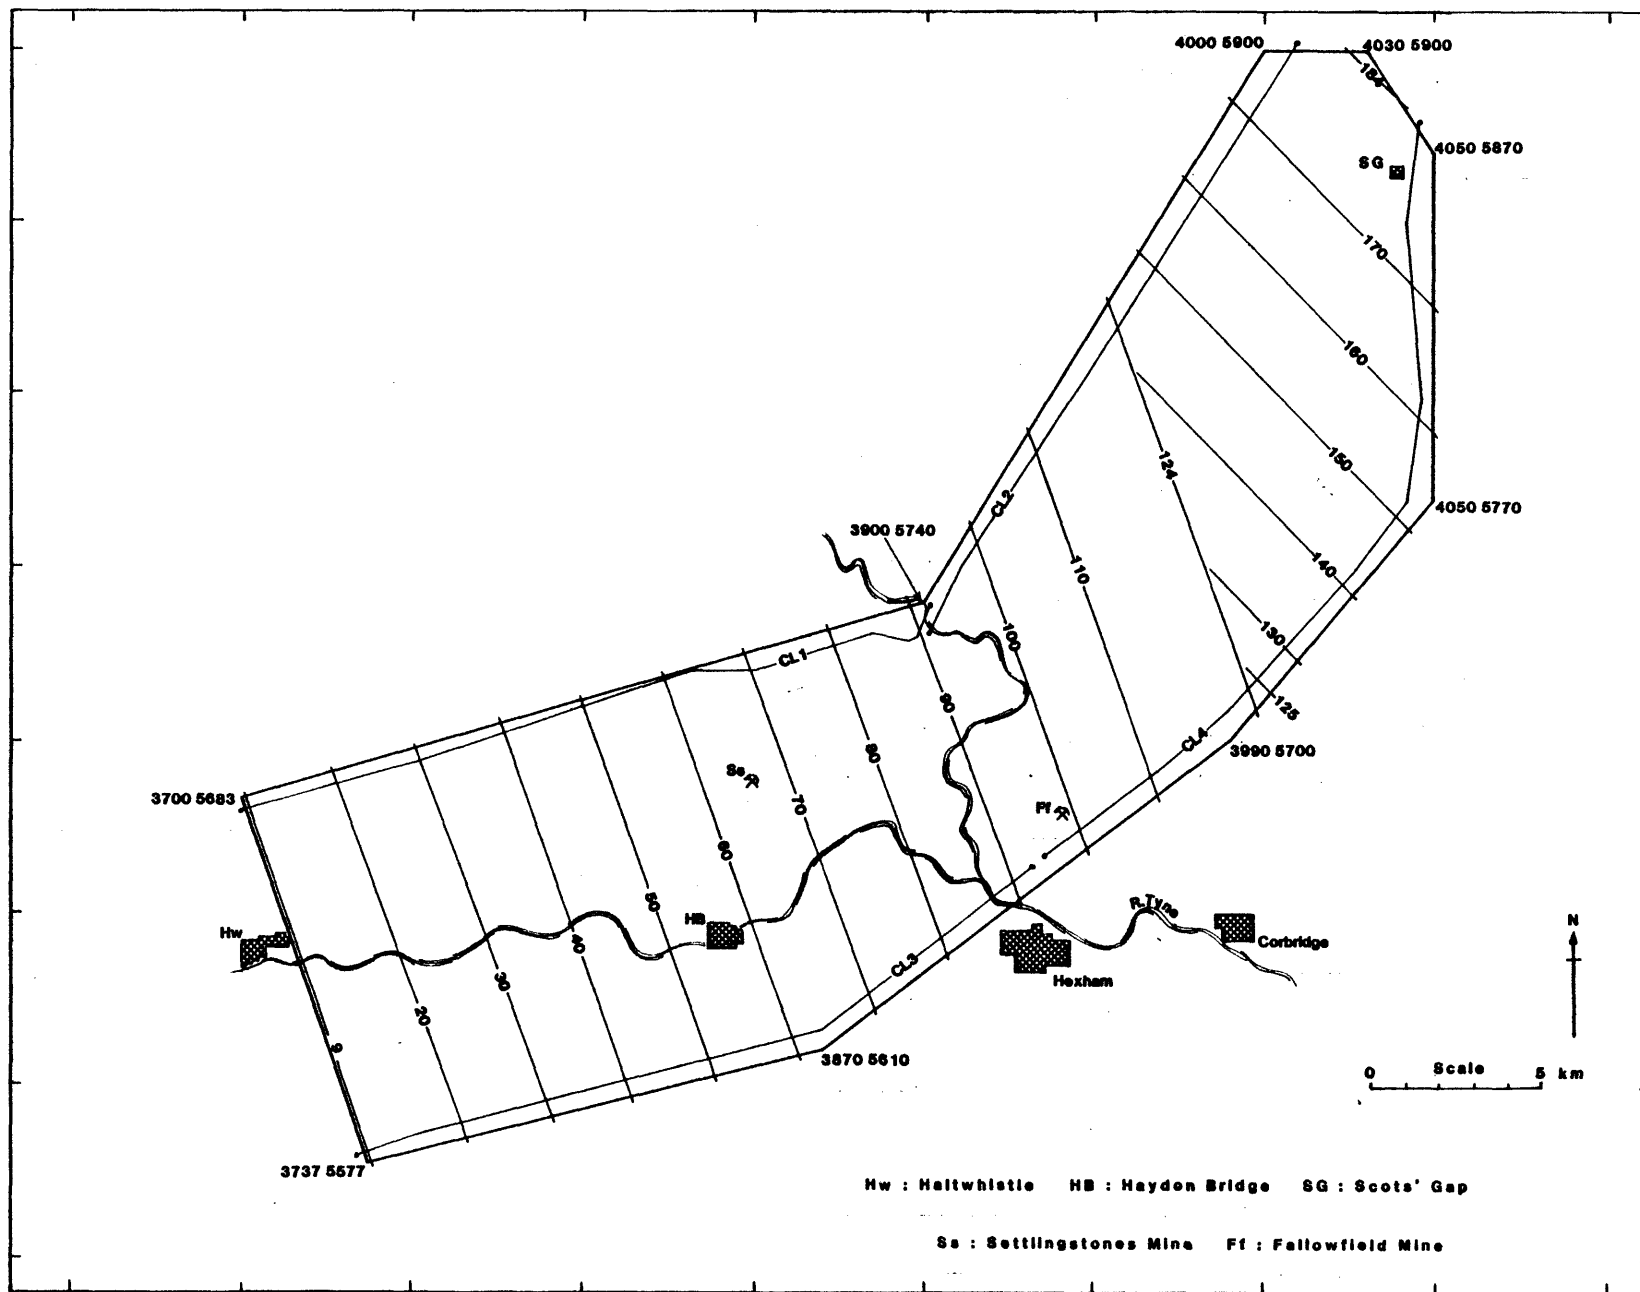 4000 5900
4030 5900
184
4050 5870
SG
170
160
150
124
CL2
4050 5770
3900 5740
110
140
130
100
CL1
90
125
CL4
3990 5700
80
Ss
3700 5683
70
Ff
60
50
HB
R.Tyne
N
Hw
40
Corbridge
CL3
30
Hexham
20
9
3870 5610
0 Scale 5 km
3737 5577
Hw : Haltwhistle HB : Haydon Bridge SG : Scots' Gap
Ss : Settlingstones Mine Ff : Fallowfield Mine